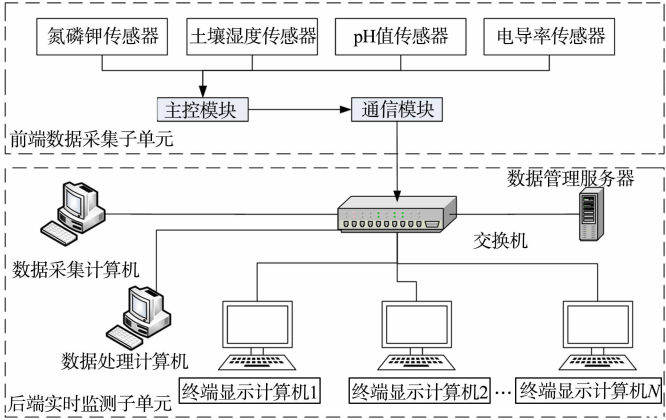 氮磷钾传感器
土壤湿度传感器
pH值传感器
电导率传感器
主控模块
通信模块
前端数据采集子单元
数据管理服务器
交换机
数据采集计算机
数据处理计算机
终端显示计算机1
终端显示计算机2
……
终端显示计算机N
后端实时监测子单元